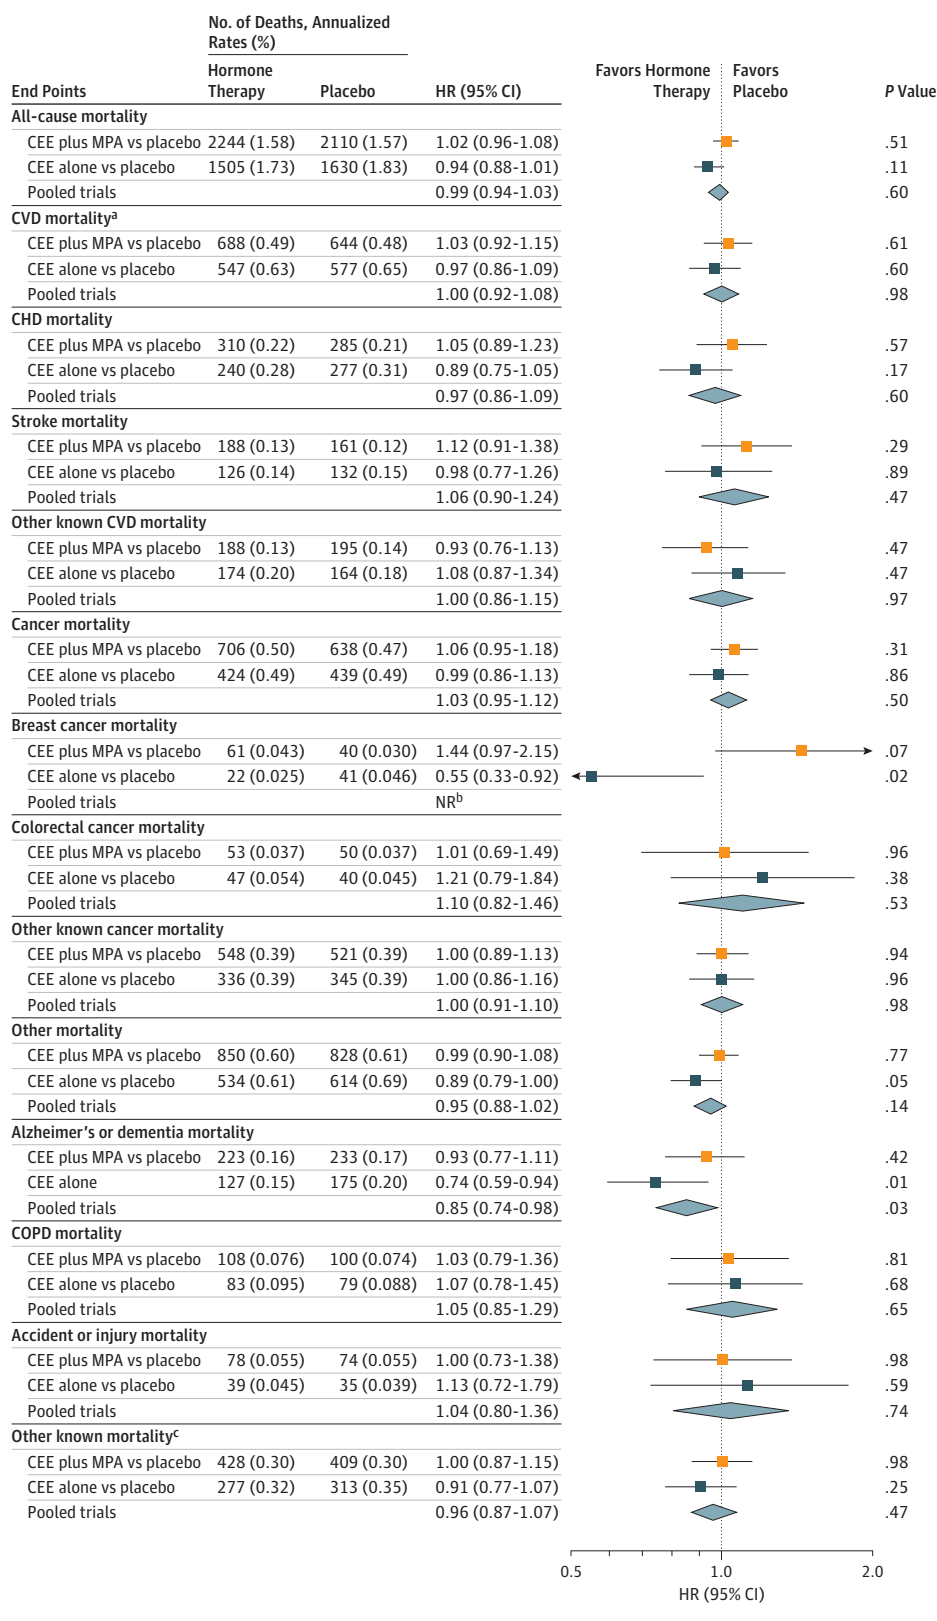 No. of Deaths, Annualized
Rates (%)
Hormone Favors Hormone Favors
End Points Therapy Placebo HR (95% CI) Therapy Placebo P Value
All-cause mortality
CEE plus MPA vs placebo 2244 (1.58) 2110 (1.57) 1.02 (0.96-1.08) .51
CEE alone vs placebo 1505 (1.73) 1630 (1.83) 0.94 (0.88-1.01) .11
Pooled trials 0.99 (0.94-1.03) .60
CVD mortalityᵃ
CEE plus MPA vs placebo 688 (0.49) 644 (0.48) 1.03 (0.92-1.15) .61
CEE alone vs placebo 547 (0.63) 577 (0.65) 0.97 (0.86-1.09) .60
Pooled trials 1.00 (0.92-1.08) .98
CHD mortality
CEE plus MPA vs placebo 310 (0.22) 285 (0.21) 1.05 (0.89-1.23) .57
CEE alone vs placebo 240 (0.28) 277 (0.31) 0.89 (0.75-1.05) .17
Pooled trials 0.97 (0.86-1.09) .60
Stroke mortality
CEE plus MPA vs placebo 188 (0.13) 161 (0.12) 1.12 (0.91-1.38) .29
CEE alone vs placebo 126 (0.14) 132 (0.15) 0.98 (0.77-1.26) .89
Pooled trials 1.06 (0.90-1.24) .47
Other known CVD mortality
CEE plus MPA vs placebo 188 (0.13) 195 (0.14) 0.93 (0.76-1.13) .47
CEE alone vs placebo 174 (0.20) 164 (0.18) 1.08 (0.87-1.34) .47
Pooled trials 1.00 (0.86-1.15) .97
Cancer mortality
CEE plus MPA vs placebo 706 (0.50) 638 (0.47) 1.06 (0.95-1.18) .31
CEE alone vs placebo 424 (0.49) 439 (0.49) 0.99 (0.86-1.13) .86
Pooled trials 1.03 (0.95-1.12) .50
Breast cancer mortality
CEE plus MPA vs placebo 61 (0.043) 40 (0.030) 1.44 (0.97-2.15) .07
CEE alone vs placebo 22 (0.025) 41 (0.046) 0.55 (0.33-0.92) .02
Pooled trials NRᵇ
Colorectal cancer mortality
CEE plus MPA vs placebo 53 (0.037) 50 (0.037) 1.01 (0.69-1.49) .96
CEE alone vs placebo 47 (0.054) 40 (0.045) 1.21 (0.79-1.84) .38
Pooled trials 1.10 (0.82-1.46) .53
Other known cancer mortality
CEE plus MPA vs placebo 548 (0.39) 521 (0.39) 1.00 (0.89-1.13) .94
CEE alone vs placebo 336 (0.39) 345 (0.39) 1.00 (0.86-1.16) .96
Pooled trials 1.00 (0.91-1.10) .98
Other mortality
CEE plus MPA vs placebo 850 (0.60) 828 (0.61) 0.99 (0.90-1.08) .77
CEE alone vs placebo 534 (0.61) 614 (0.69) 0.89 (0.79-1.00) .05
Pooled trials 0.95 (0.88-1.02) .14
Alzheimer's or dementia mortality
CEE plus MPA vs placebo 223 (0.16) 233 (0.17) 0.93 (0.77-1.11) .42
CEE alone 127 (0.15) 175 (0.20) 0.74 (0.59-0.94) .01
Pooled trials 0.85 (0.74-0.98) .03
COPD mortality
CEE plus MPA vs placebo 108 (0.076) 100 (0.074) 1.03 (0.79-1.36) .81
CEE alone vs placebo 83 (0.095) 79 (0.088) 1.07 (0.78-1.45) .68
Pooled trials 1.05 (0.85-1.29) .65
Accident or injury mortality
CEE plus MPA vs placebo 78 (0.055) 74 (0.055) 1.00 (0.73-1.38) .98
CEE alone vs placebo 39 (0.045) 35 (0.039) 1.13 (0.72-1.79) .59
Pooled trials 1.04 (0.80-1.36) .74
Other known mortalityᶜ
CEE plus MPA vs placebo 428 (0.30) 409 (0.30) 1.00 (0.87-1.15) .98
CEE alone vs placebo 277 (0.32) 313 (0.35) 0.91 (0.77-1.07) .25
Pooled trials 0.96 (0.87-1.07) .47
0.5 1.0 2.0
HR (95% CI)